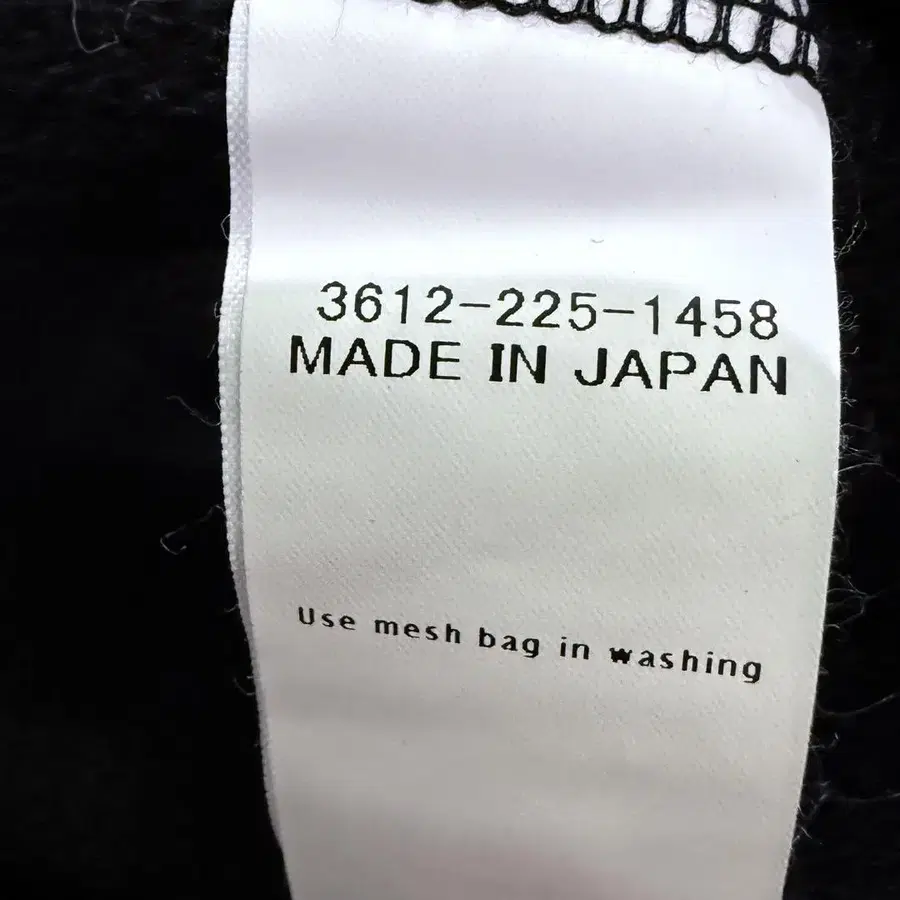 3612-225-1458
MADE IN JAPAN
Use mesh bag in washing